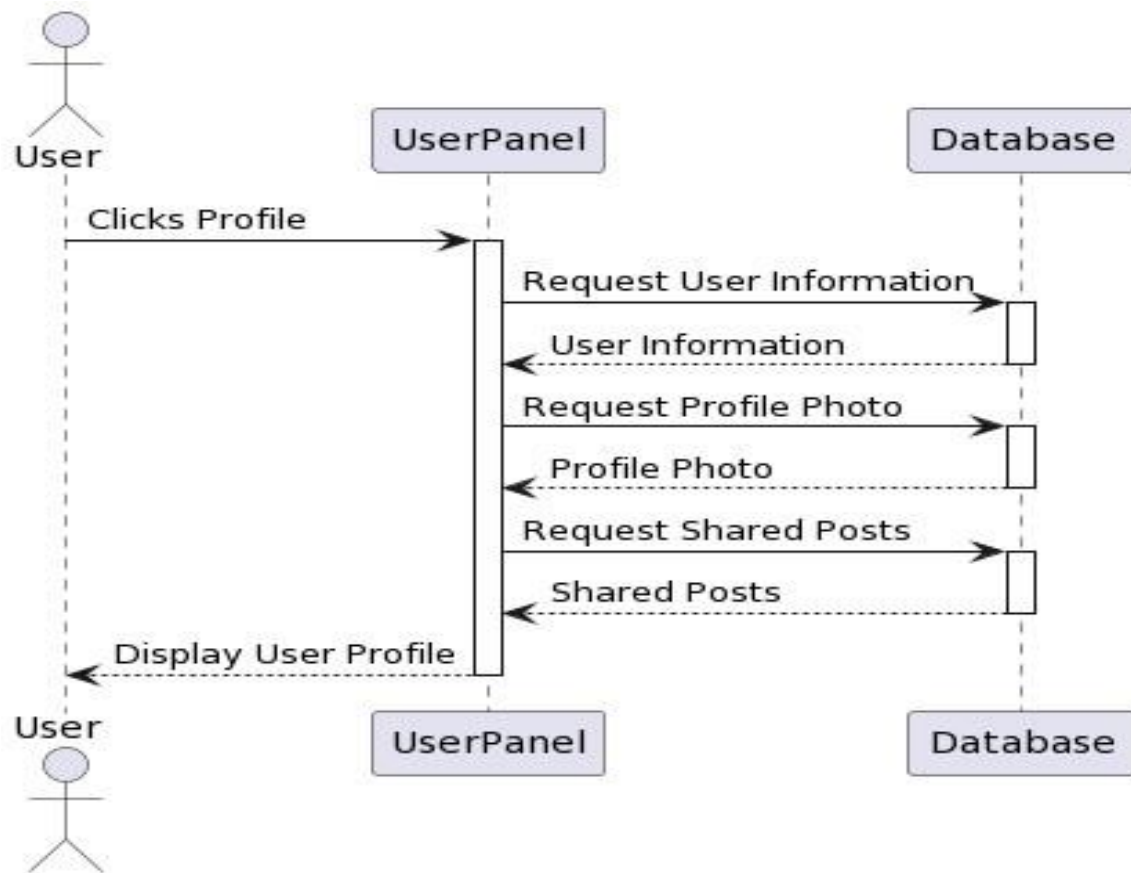 User
UserPanel
Database
Clicks Profile
Request User Information
User Information
Request Profile Photo
Profile Photo
Request Shared Posts
Shared Posts
Display User Profile
User
UserPanel
Database